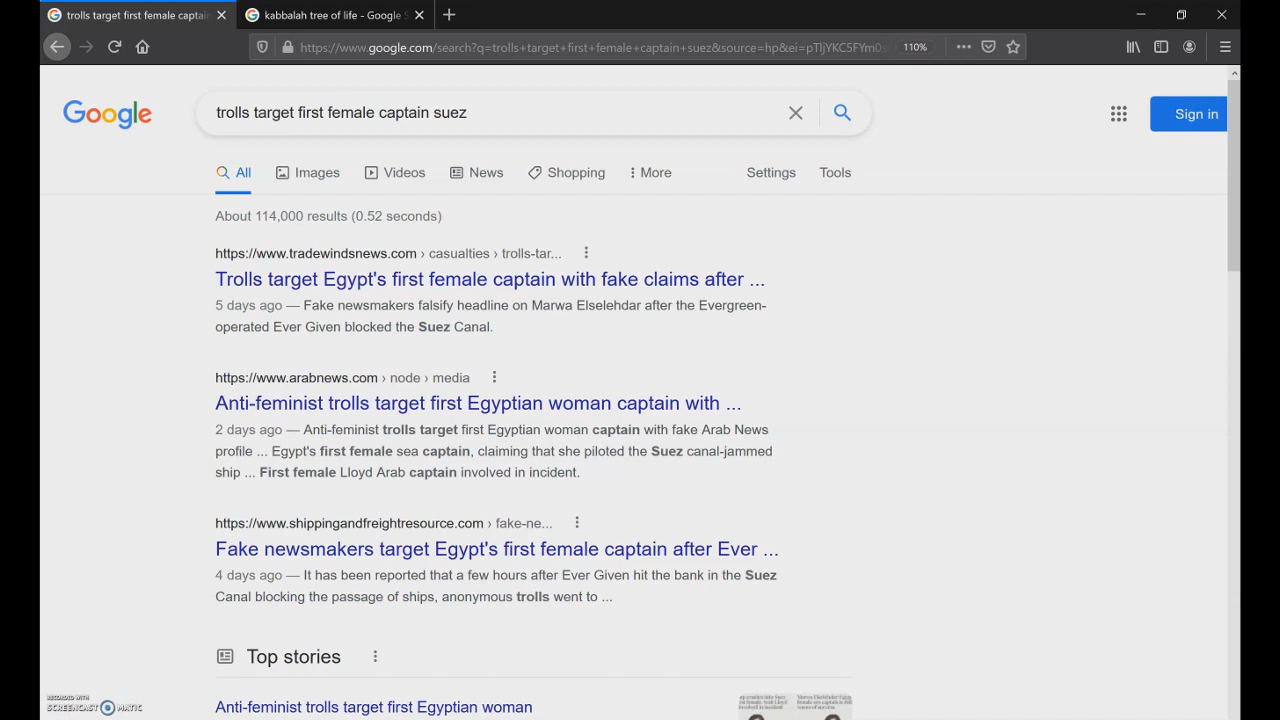 trolls target first female captain
kabbalah tree of life - Google S
https://www.google.com/search?q=trolls+target+first+female+captain+suez&source=hp&ei=pTljYKC5FYm0s
110%
Google
trolls target first female captain suez
Sign in
All
Images
Videos
News
Shopping
More
Settings
Tools
About 114,000 results (0.52 seconds)
https://www.tradewindsnews.com › casualties › trolls-tar...
Trolls target Egypt's first female captain with fake claims after ...
5 days ago — Fake newsmakers falsify headline on Marwa Elselehdar after the Evergreen-
operated Ever Given blocked the Suez Canal.
https://www.arabnews.com › node › media
Anti-feminist trolls target first Egyptian woman captain with ...
2 days ago — Anti-feminist trolls target first Egyptian woman captain with fake Arab News
profile ... Egypt's first female sea captain, claiming that she piloted the Suez canal-jammed
ship ... First female Lloyd Arab captain involved in incident.
https://www.shippingandfreightresource.com › fake-ne...
Fake newsmakers target Egypt's first female captain after Ever ...
4 days ago — It has been reported that a few hours after Ever Given hit the bank in the Suez
Canal blocking the passage of ships, anonymous trolls went to ...
Top stories
Anti-feminist trolls target first Egyptian woman
RECORDED WITH
SCREENCAST MATIC